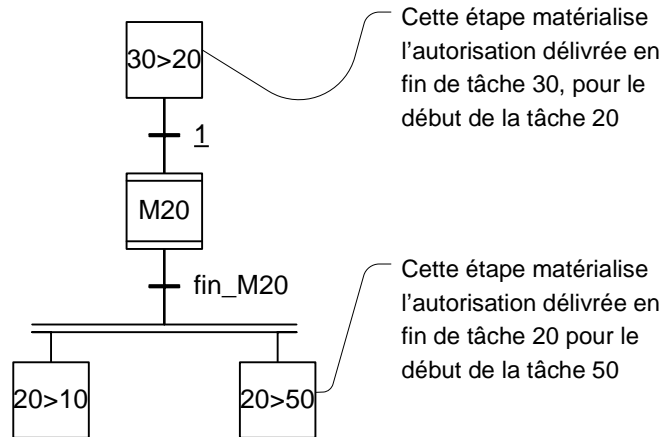 Cette étape matérialise
l’autorisation délivrée en
fin de tâche 30, pour le
début de la tâche 20
30>20
1
M20
fin_M20
Cette étape matérialise
l’autorisation délivrée en
fin de tâche 20 pour le
début de la tâche 50
20>10
20>50